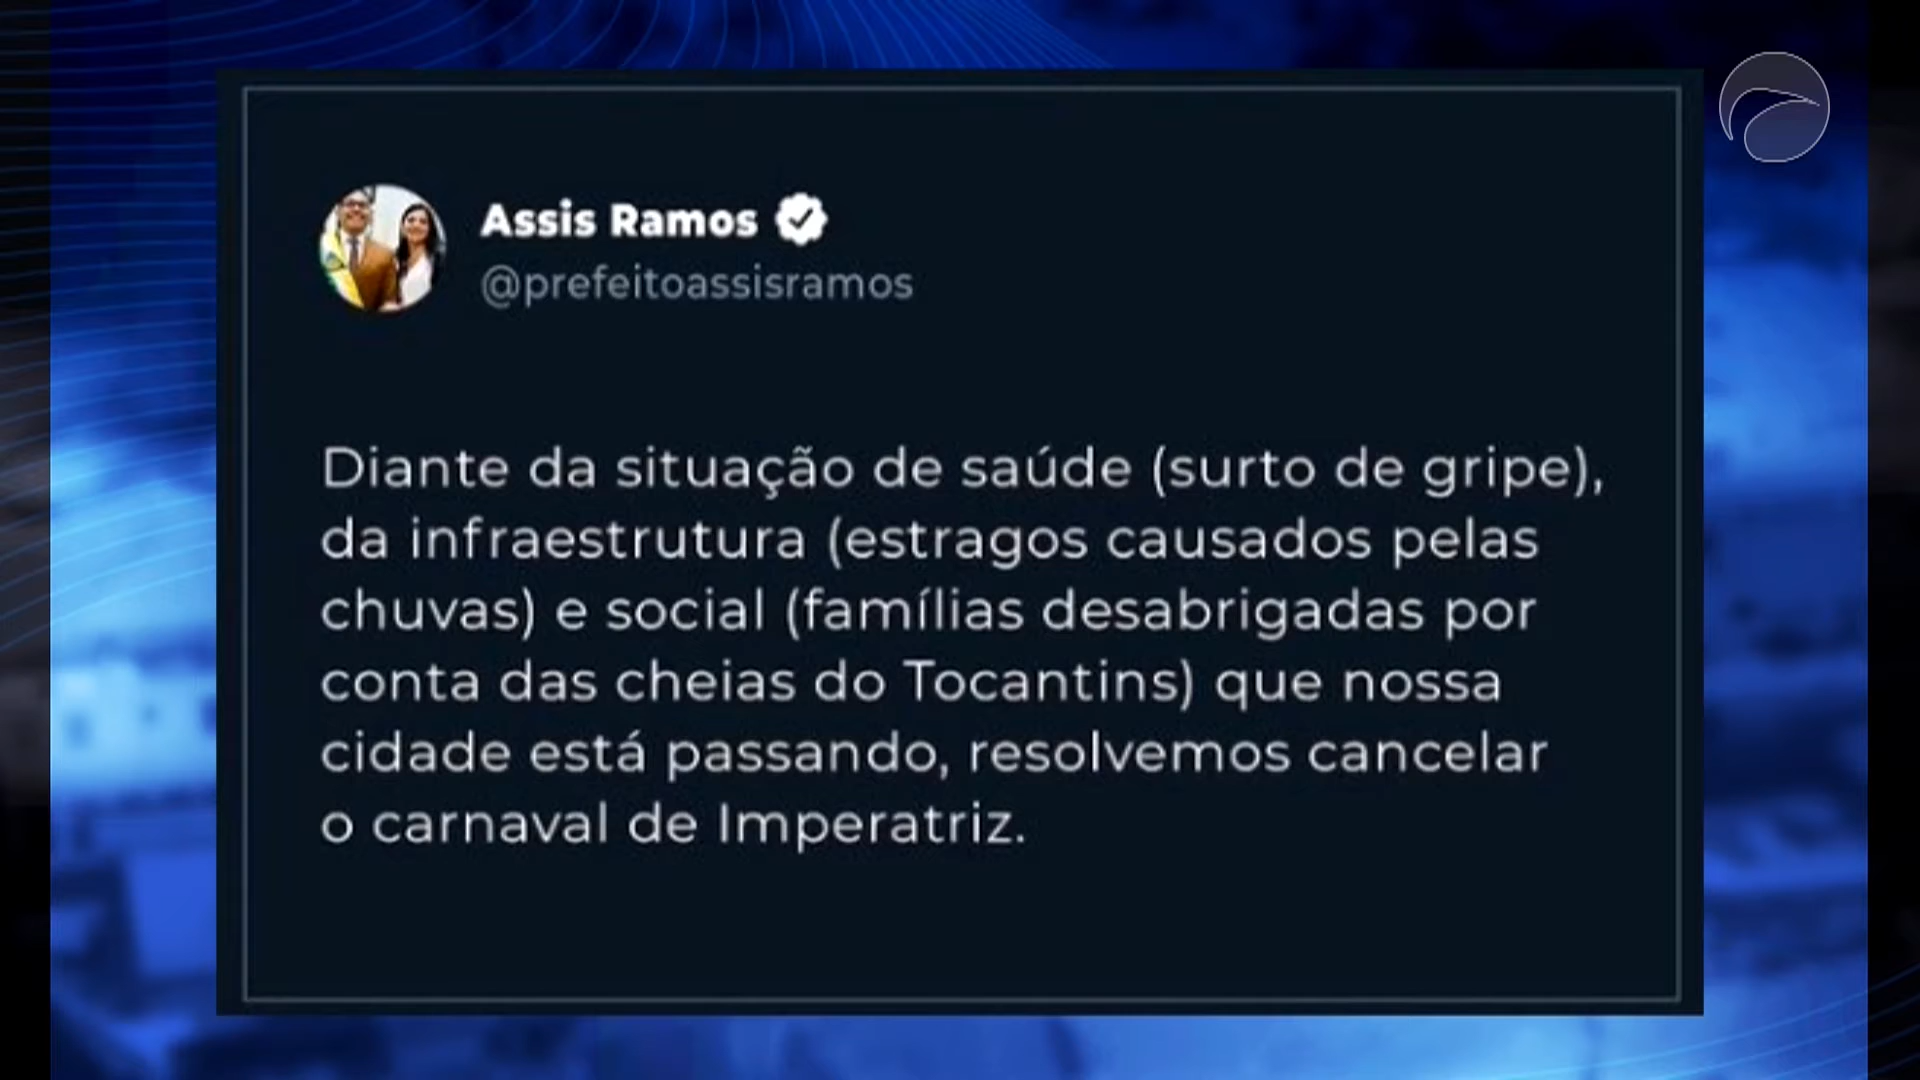 Assis Ramos
@prefeitoassisramos
Diante da situação de saúde (surto de gripe),
da infraestrutura (estragos causados pelas
chuvas) e social (famílias desabrigadas por
conta das cheias do Tocantins) que nossa
cidade está passando, resolvemos cancelar
o carnaval de Imperatriz.